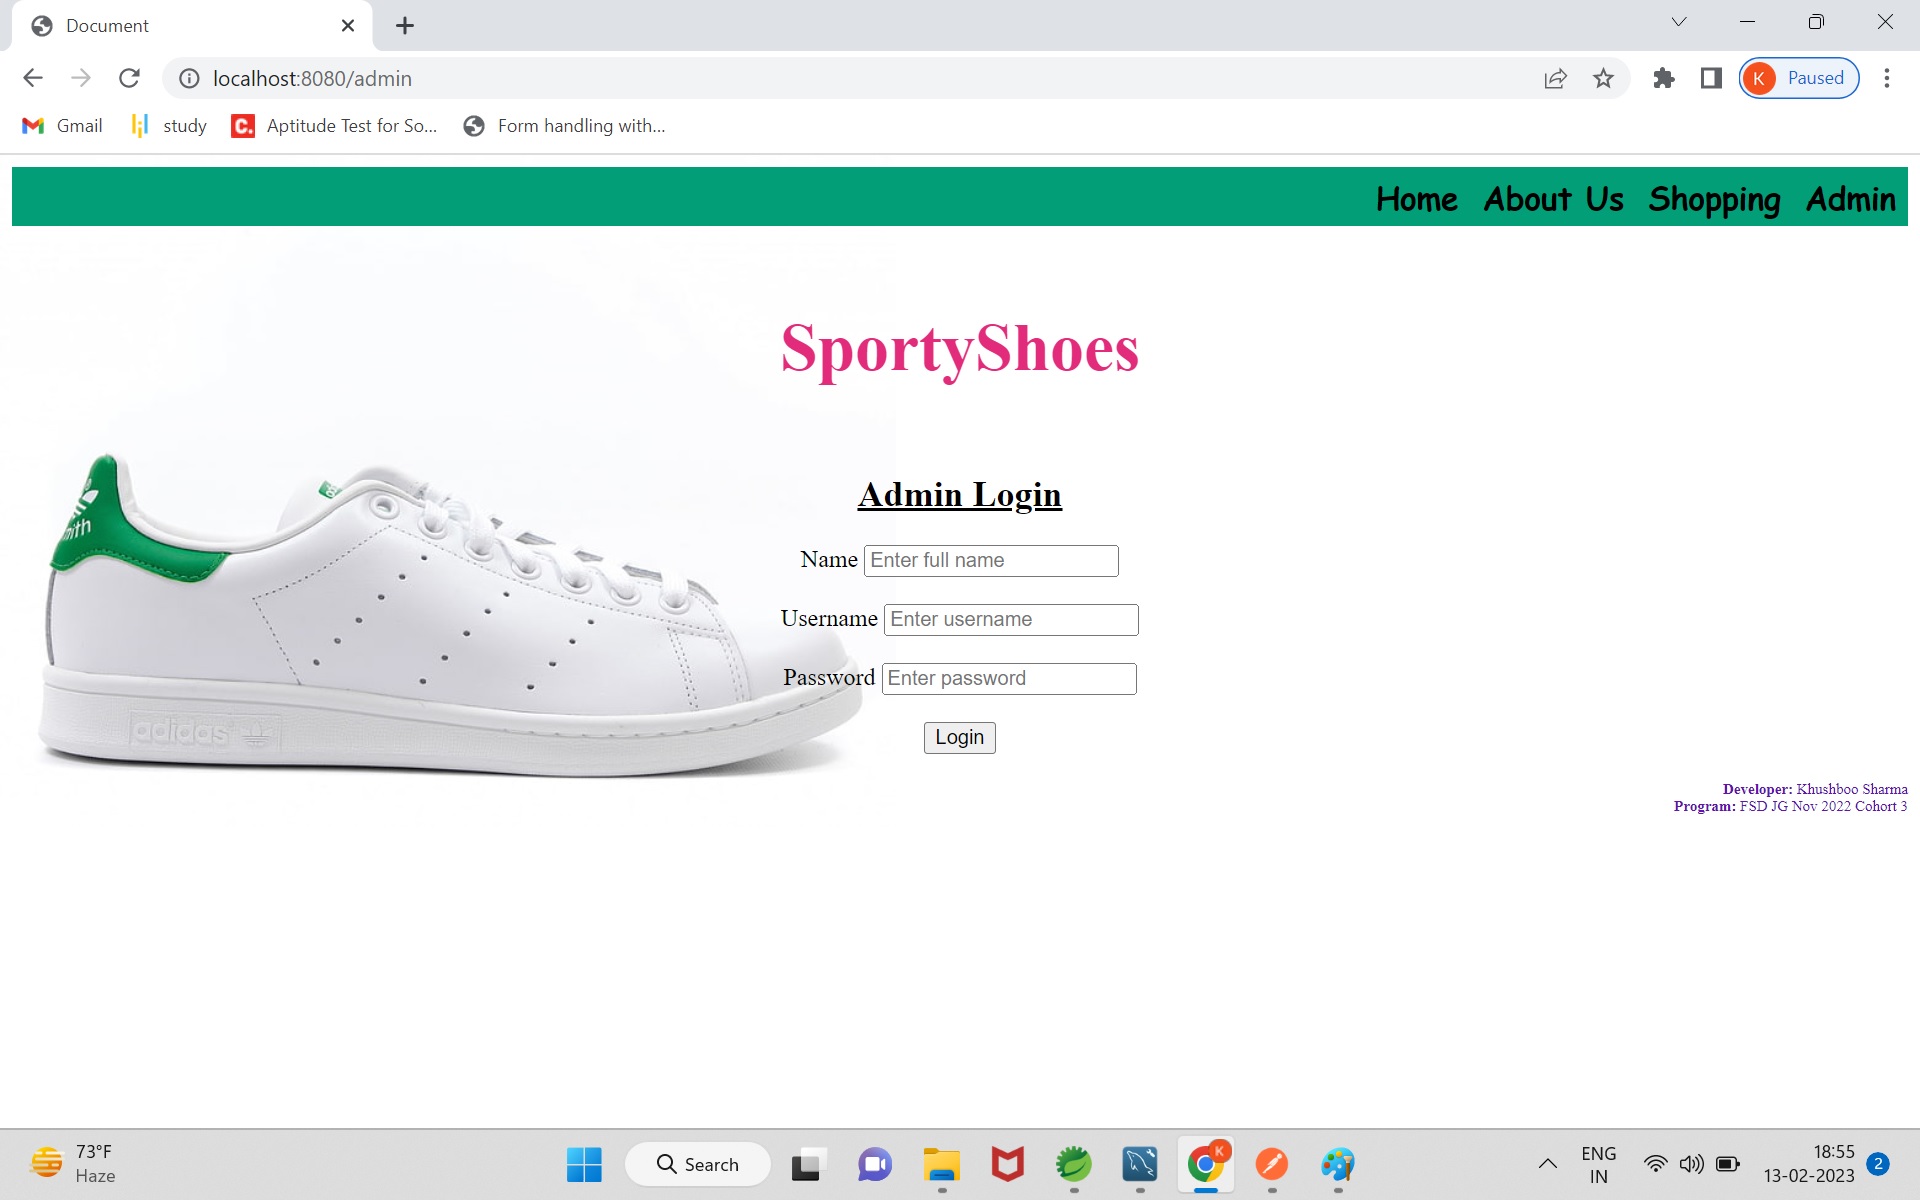 Document
localhost:8080/admin
K Paused
Gmail study C. Aptitude Test for So... Form handling with...
Home About Us Shopping Admin
SportyShoes
Admin Login
Name Enter full name
Username Enter username
Password Enter password
Login
adidas
Developer: Khushboo Sharma
Program: FSD JG Nov 2022 Cohort 3
73°F
Haze
Search
K
ENG
IN
18:55
13-02-2023
2